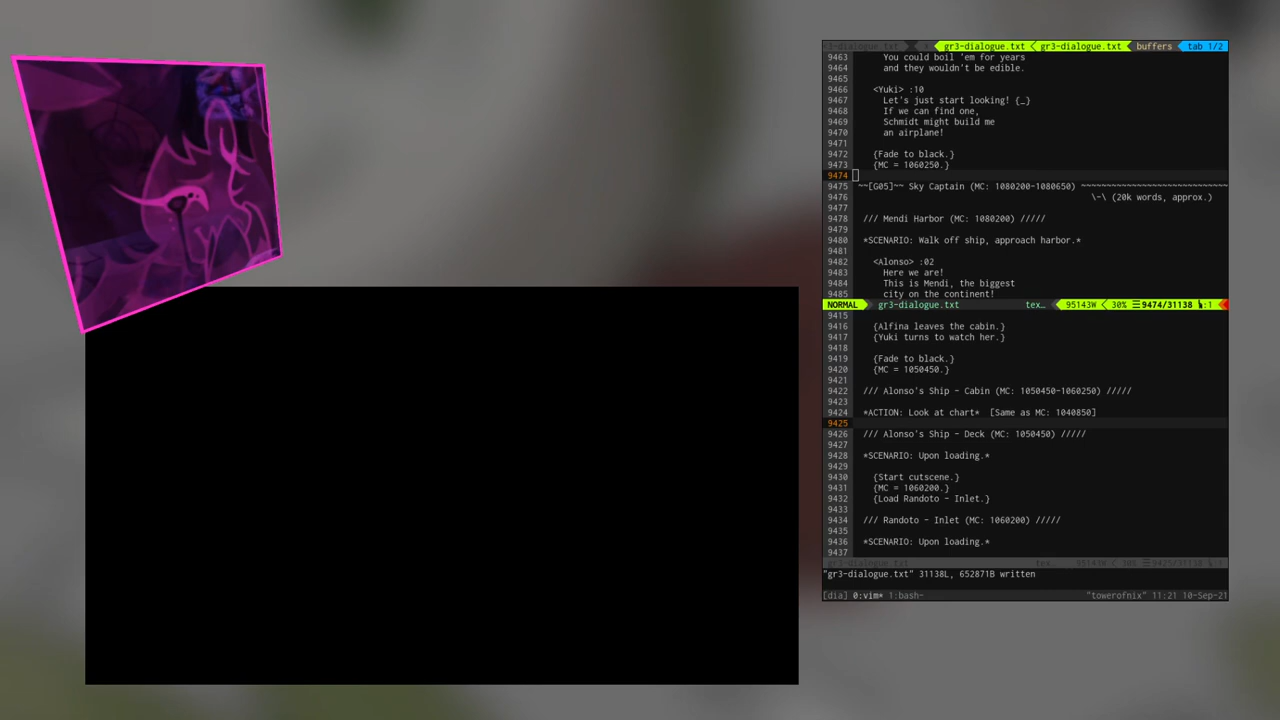 gr3-dialogue.txt gr3-dialogue.txt buffers tab 1/2
9463 You could boil 'em for years
9464 and they wouldn't be edible.
9465
9466 <Yuki> :10
9467 Let's just start looking! {_}
9468 If we can find one,
9469 Schmidt might build me
9470 an airplane!
9471
9472 {Fade to black.}
9473 {MC = 1060250.}
9474
9475 ~~[G05]~~ Sky Captain (MC: 1080200-1080650) ~~~~~~~~~~~~~~~~~~~~~~~~~~~~~
9476 \-\ (20k words, approx.)
9477
9478 /// Mendi Harbor (MC: 1080200) /////
9479
9480 *SCENARIO: Walk off ship, approach harbor.*
9481
9482 <Alonso> :02
9483 Here we are!
9484 This is Mendi, the biggest
9485 city on the continent!
NORMAL gr3-dialogue.txt tex… 95143W 30% 9474/31138 :1
9415
9416 {Alfina leaves the cabin.}
9417 {Yuki turns to watch her.}
9418
9419 {Fade to black.}
9420 {MC = 1050450.}
9421
9422 /// Alonso's Ship - Cabin (MC: 1050450-1060250) /////
9423
9424 *ACTION: Look at chart* [Same as MC: 1040850]
9425
9426 /// Alonso's Ship - Deck (MC: 1050450) /////
9427
9428 *SCENARIO: Upon loading.*
9429
9430 {Start cutscene.}
9431 {MC = 1060200.}
9432 {Load Randoto - Inlet.}
9433
9434 /// Randoto - Inlet (MC: 1060200) /////
9435
9436 *SCENARIO: Upon loading.*
9437
gr3-dialogue.txt tex… 95143W 30% 9425/31138 :1
"gr3-dialogue.txt" 31138L, 652871B written
[dia] 0:vim* 1:bash- "towerofnix" 11:21 10-Sep-21